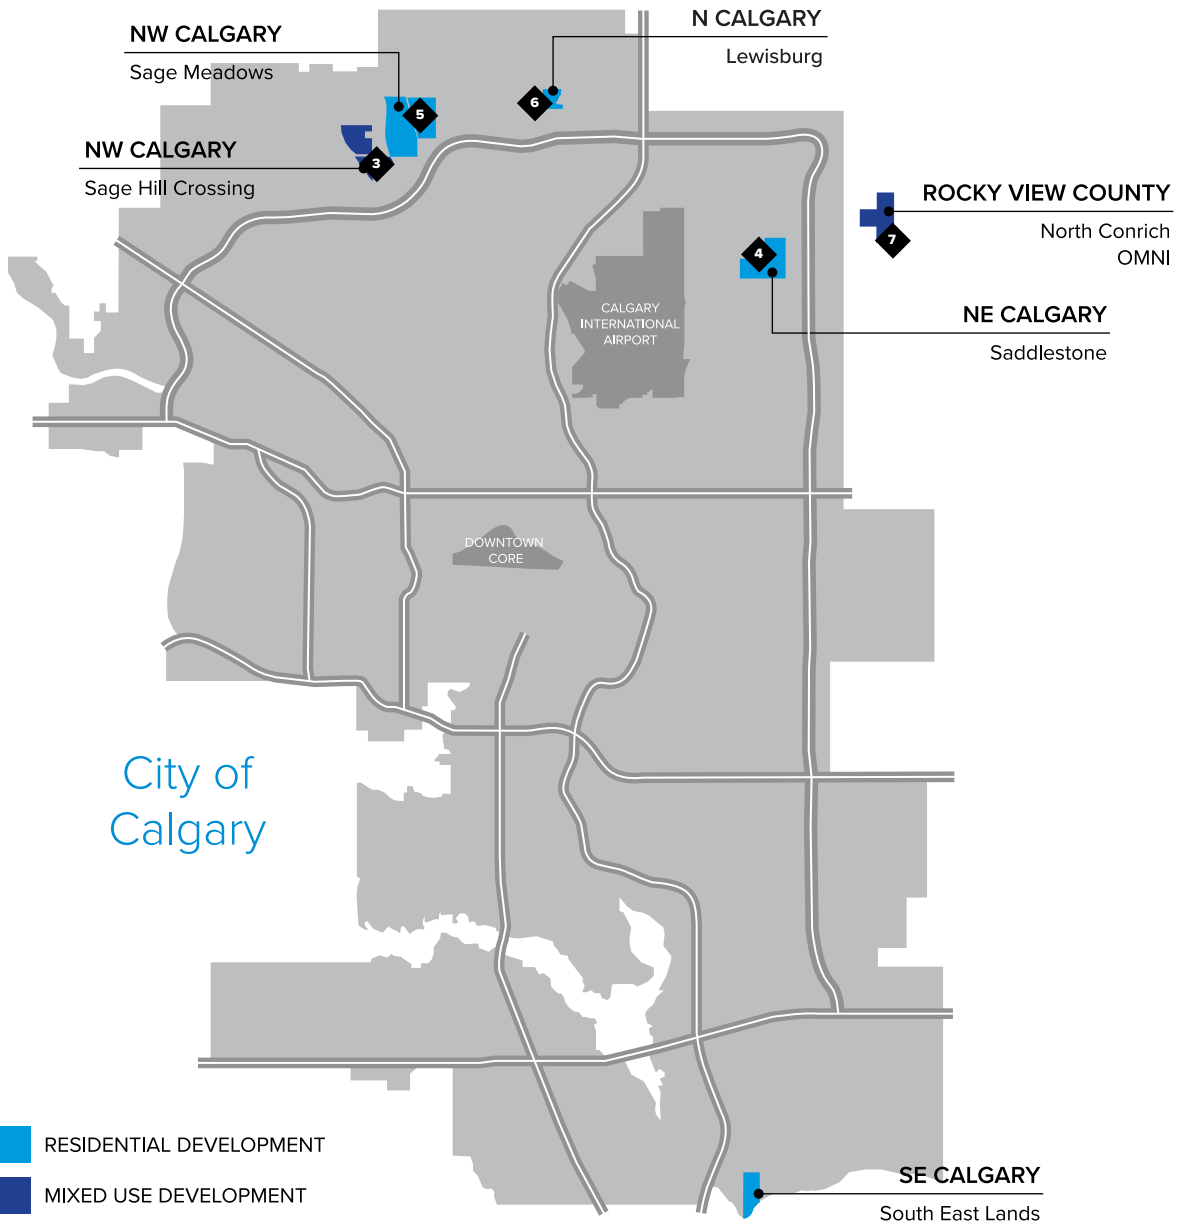 N CALGARY
Lewisburg
NW CALGARY
Sage Meadows
6
5
NW CALGARY
Sage Hill Crossing
3
ROCKY VIEW COUNTY
North Conrich
OMNI
7
4
NE CALGARY
Saddlestone
CALGARY
INTERNATIONAL
AIRPORT
DOWNTOWN
CORE
City of
Calgary
RESIDENTIAL DEVELOPMENT
MIXED USE DEVELOPMENT
SE CALGARY
South East Lands